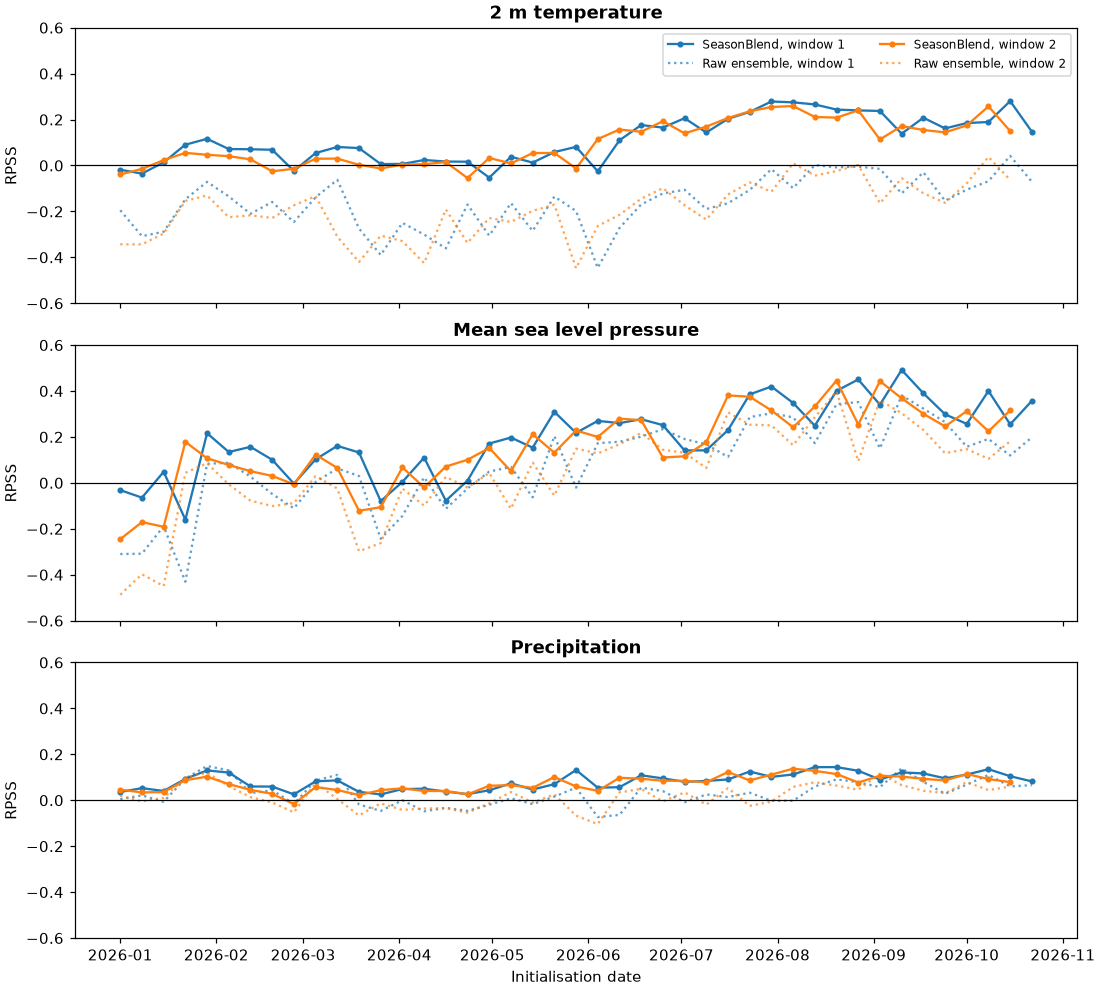 2 m temperature
SeasonBlend, window 1
Raw ensemble, window 1
SeasonBlend, window 2
Raw ensemble, window 2
RPSS
0.6
0.4
0.2
0.0
−0.2
−0.4
−0.6
Mean sea level pressure
RPSS
0.6
0.4
0.2
0.0
−0.2
−0.4
−0.6
Precipitation
RPSS
0.6
0.4
0.2
0.0
−0.2
−0.4
−0.6
2026-01 2026-02 2026-03 2026-04 2026-05 2026-06 2026-07 2026-08 2026-09 2026-10 2026-11
Initialisation date